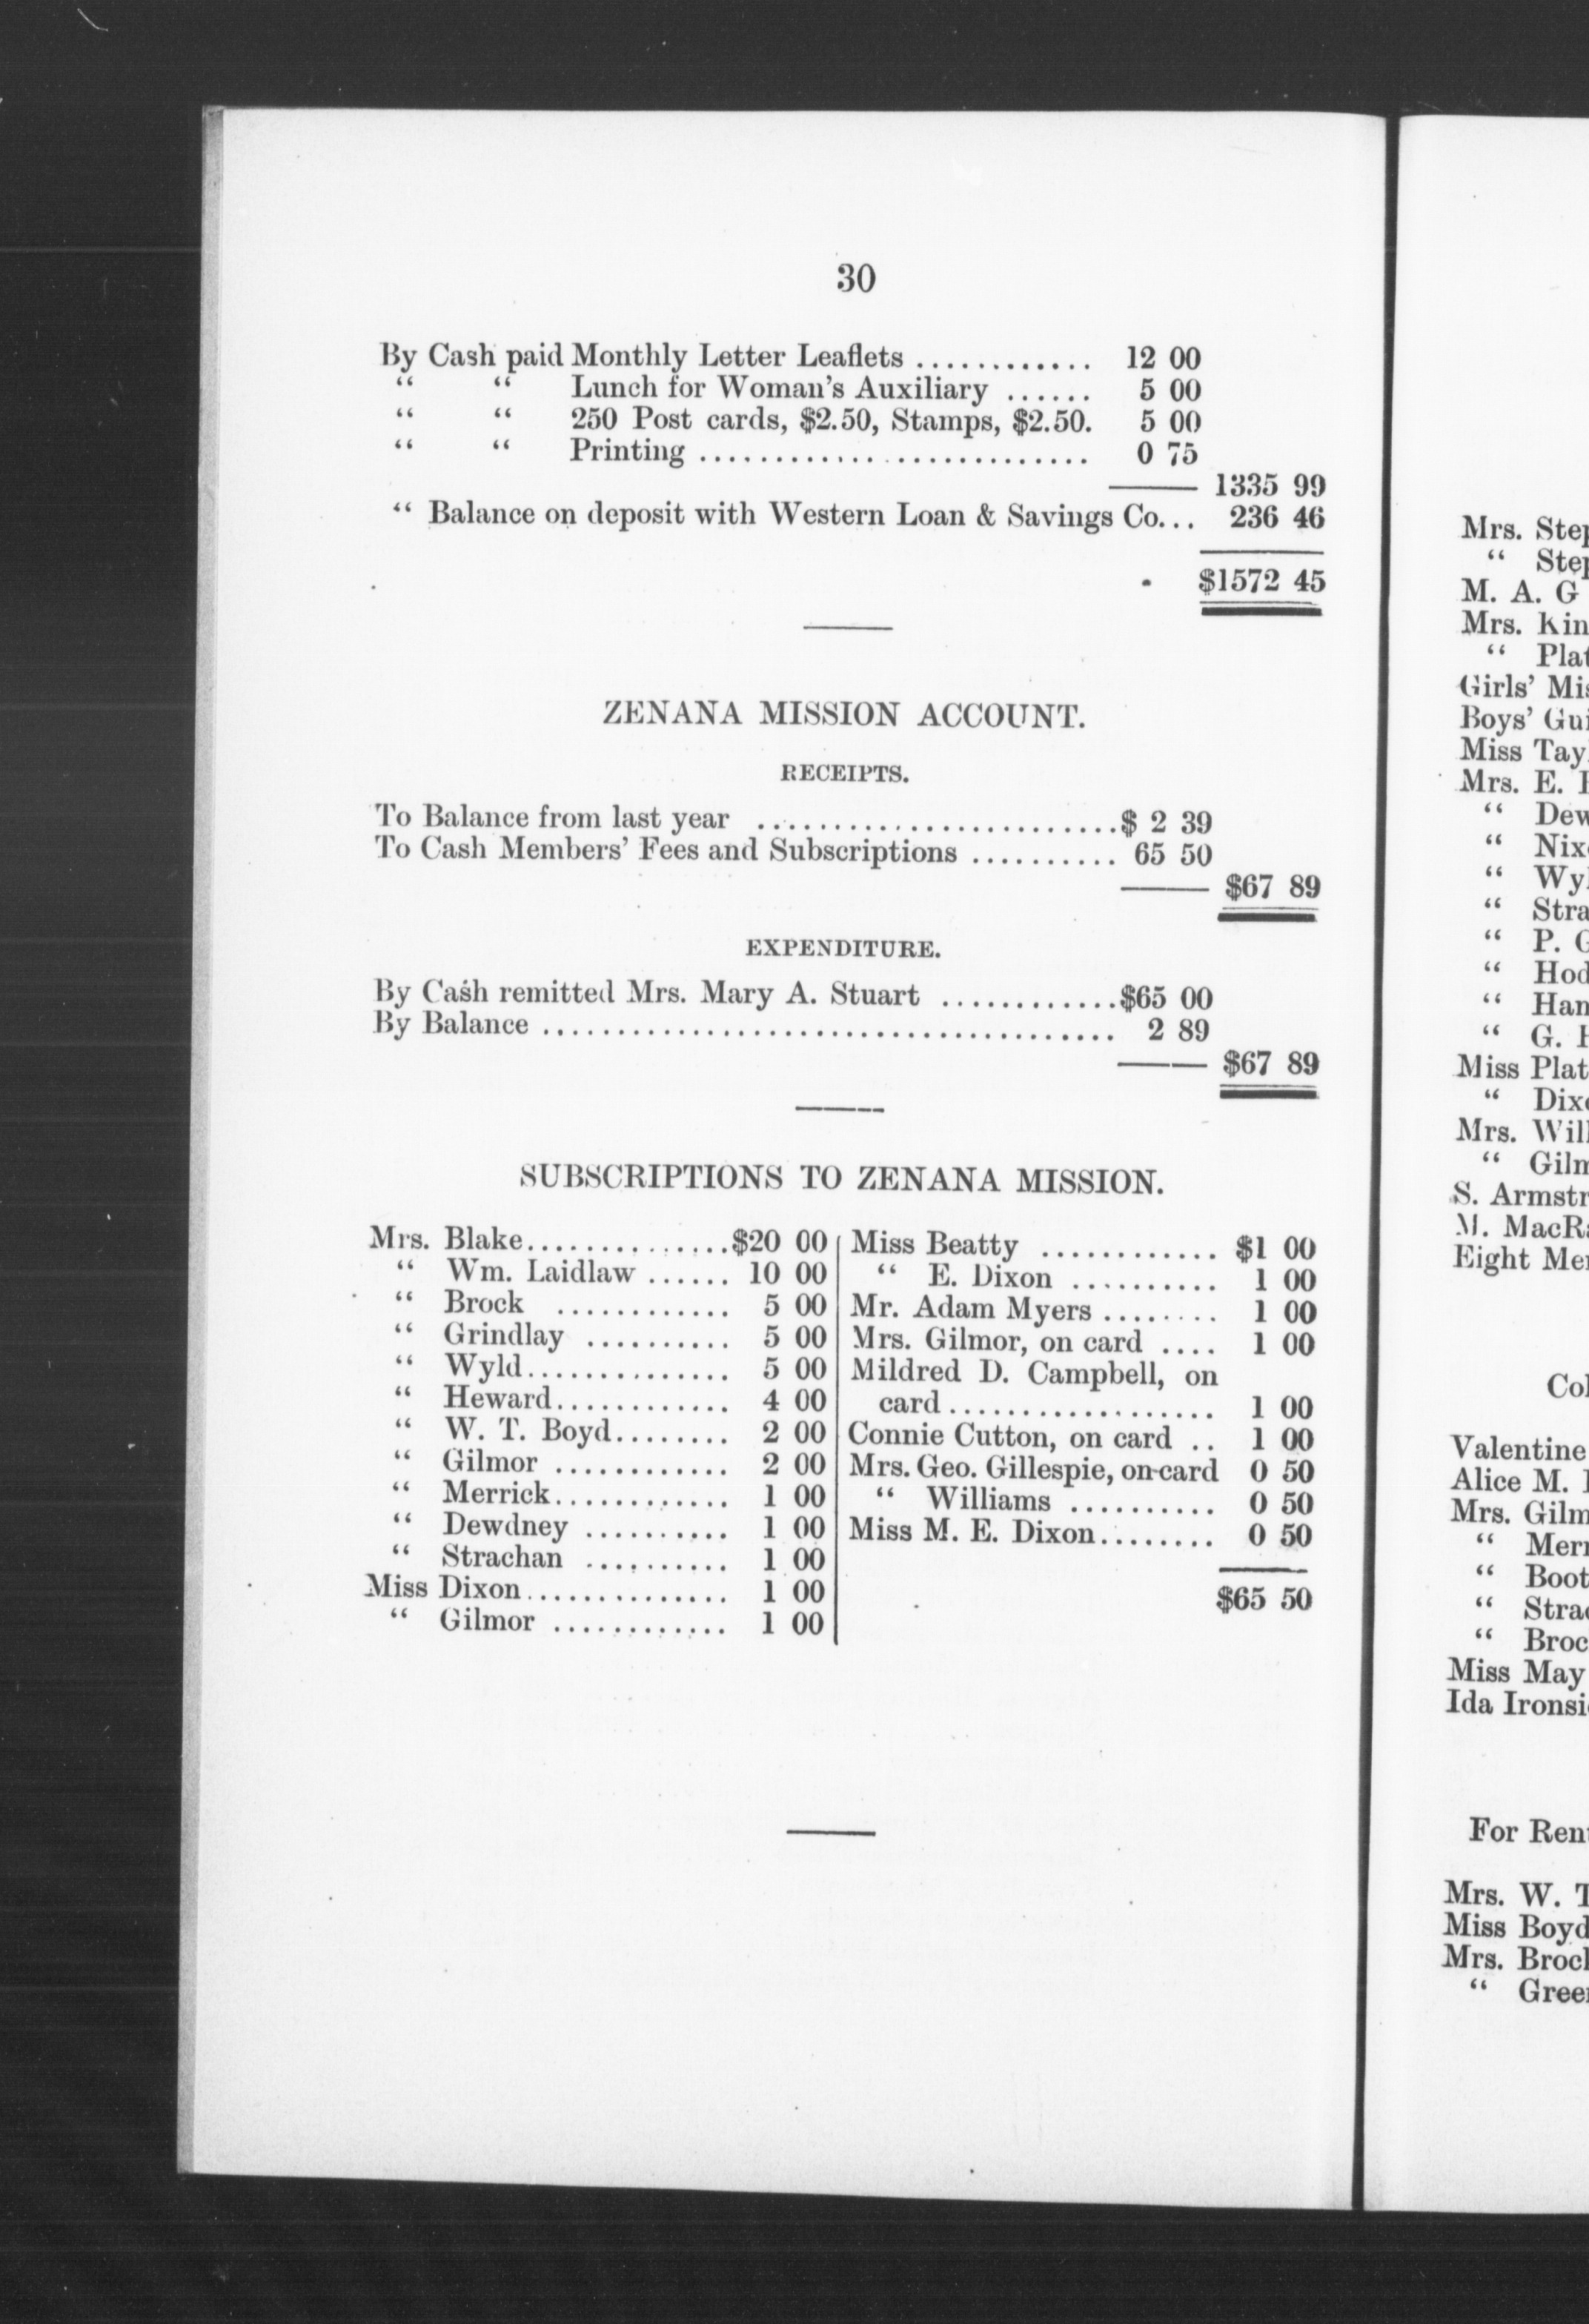 30
By Cash paid Monthly Letter Leaflets ............ 12 00
“ “ Lunch for Woman's Auxiliary ...... 5 00
“ “ 250 Post cards, $2.50, Stamps, $2.50. 5 00
“ “ Printing .......................... 0 75
1335 99
“ Balance on deposit with Western Loan & Savings Co... 236 46
$1572 45
ZENANA MISSION ACCOUNT.
RECEIPTS.
To Balance from last year ........................$ 2 39
To Cash Members' Fees and Subscriptions .......... 65 50
$67 89
EXPENDITURE.
By Cash remitted Mrs. Mary A. Stuart ............$65 00
By Balance ...................................... 2 89
$67 89
SUBSCRIPTIONS TO ZENANA MISSION.
Mrs. Blake..............$20 00
“ Wm. Laidlaw ...... 10 00
“ Brock ............ 5 00
“ Grindlay .......... 5 00
“ Wyld.............. 5 00
“ Heward............ 4 00
“ W. T. Boyd........ 2 00
“ Gilmor ............ 2 00
“ Merrick............ 1 00
“ Dewdney .......... 1 00
“ Strachan .......... 1 00
Miss Dixon.............. 1 00
“ Gilmor ............ 1 00
Miss Beatty ............ $1 00
“ E. Dixon .......... 1 00
Mr. Adam Myers ........ 1 00
Mrs. Gilmor, on card .... 1 00
Mildred D. Campbell, on
card.................. 1 00
Connie Cutton, on card .. 1 00
Mrs. Geo. Gillespie, on card 0 50
“ Williams .......... 0 50
Miss M. E. Dixon........ 0 50
$65 50
Mrs.
“
M. A. G
Mrs.
“
Girls'
Boys'
Miss
Mrs. E.
“
“
“
“
“ P.
“
“
“ G.
Miss
“
Mrs.
“
S.
M.
Eight
Valentine
Alice M.
Mrs.
“
“
“
“
Miss May
Ida
For
Mrs. W.
Miss Boyd
Mrs.
“